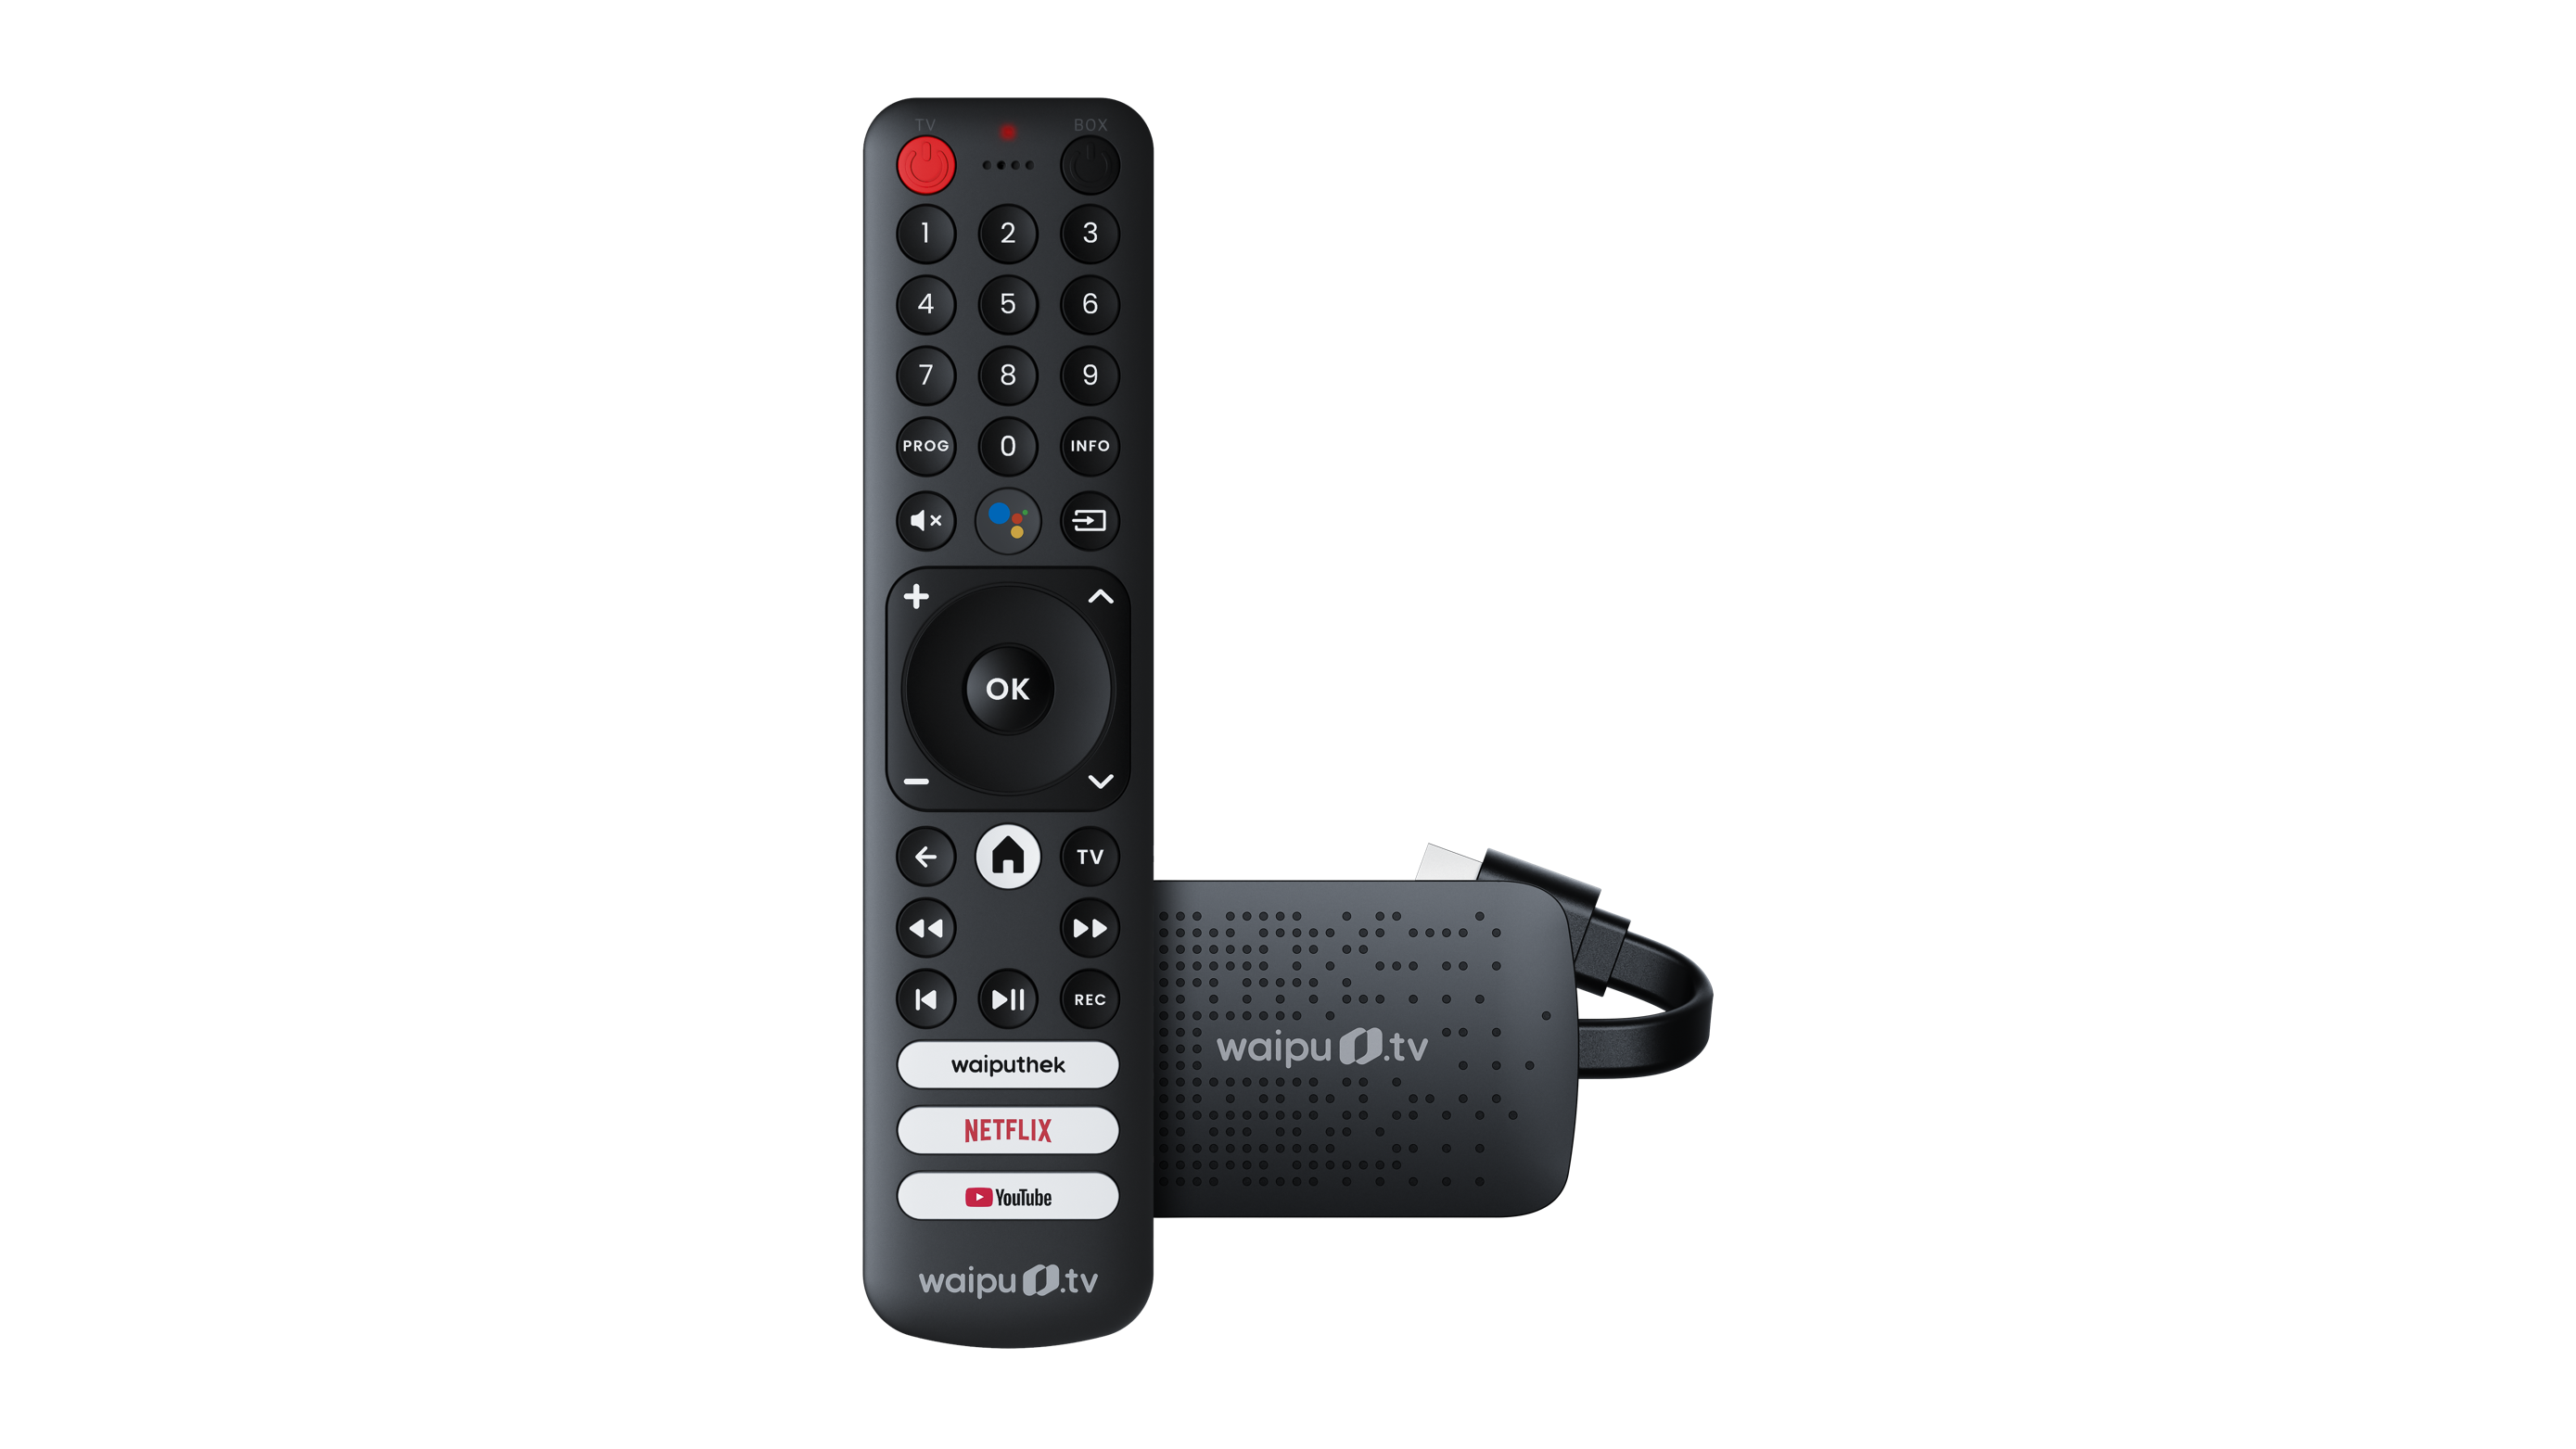 TV BOX
1 2 3
4 5 6
7 8 9
PROG 0 INFO
OK
TV
REC
waiputhek
NETFLIX
YouTube
waipu.tv
waipu.tv